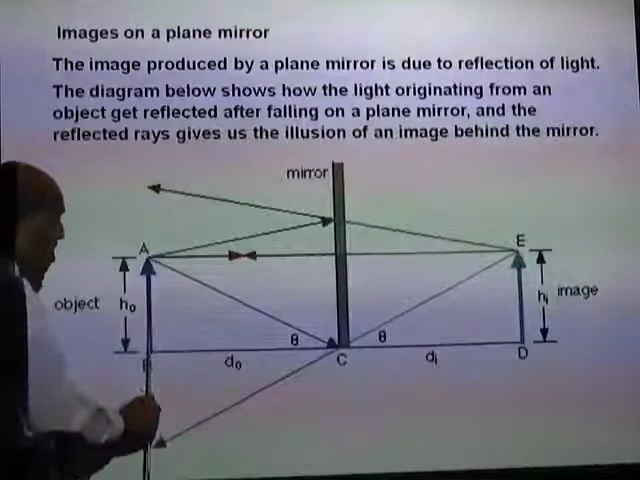 Images on a plane mirror
The image produced by a plane mirror is due to reflection of light.
The diagram below shows how the light originating from an
object get reflected after falling on a plane mirror, and the
reflected rays gives us the illusion of an image behind the mirror.
mirror
A
E
object
hₒ
hᵢ
image
θ
θ
B
dₒ
C
dᵢ
D